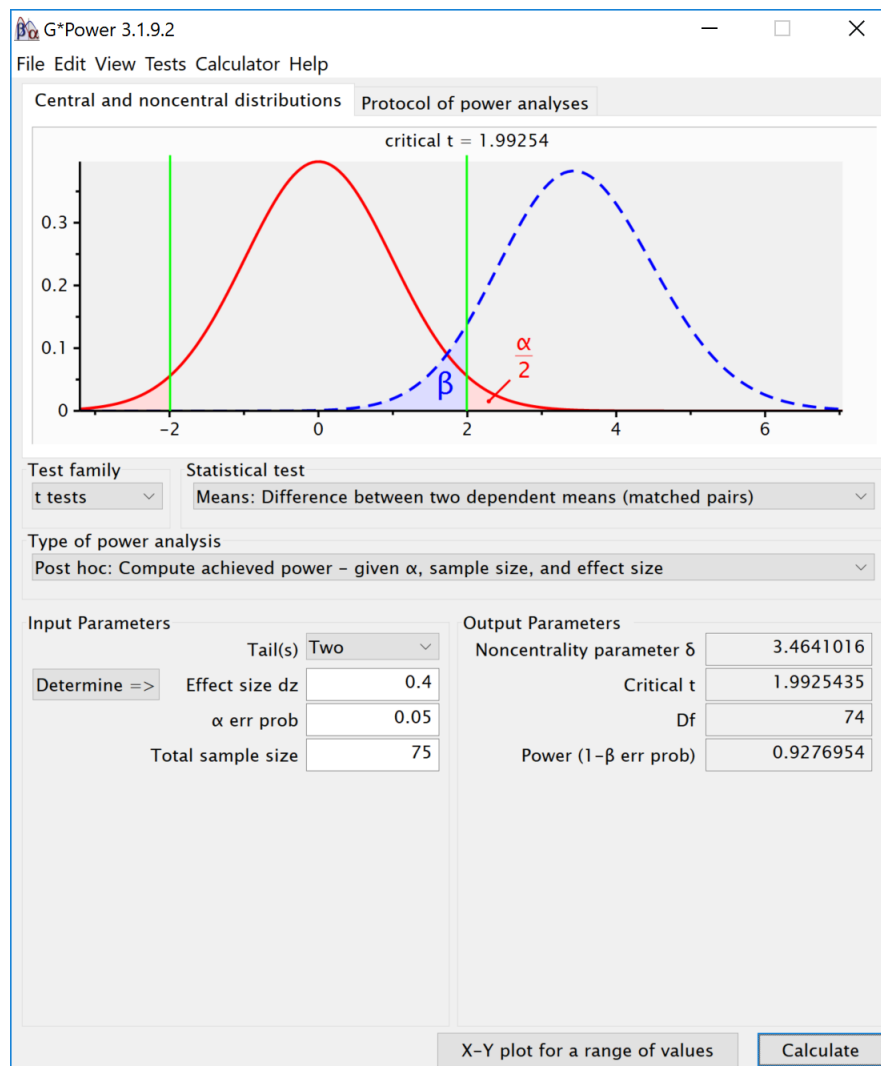 βα G*Power 3.1.9.2
File Edit View Tests Calculator Help
Central and noncentral distributions Protocol of power analyses
critical t = 1.99254
0.3
0.2
0.1
0
α
2
β
-2 0 2 4 6
Test family Statistical test
t tests Means: Difference between two dependent means (matched pairs)
Type of power analysis
Post hoc: Compute achieved power – given α, sample size, and effect size
Input Parameters Output Parameters
Tail(s) Two Noncentrality parameter δ 3.4641016
Determine => Effect size dz 0.4 Critical t 1.9925435
α err prob 0.05 Df 74
Total sample size 75 Power (1-β err prob) 0.9276954
X-Y plot for a range of values Calculate